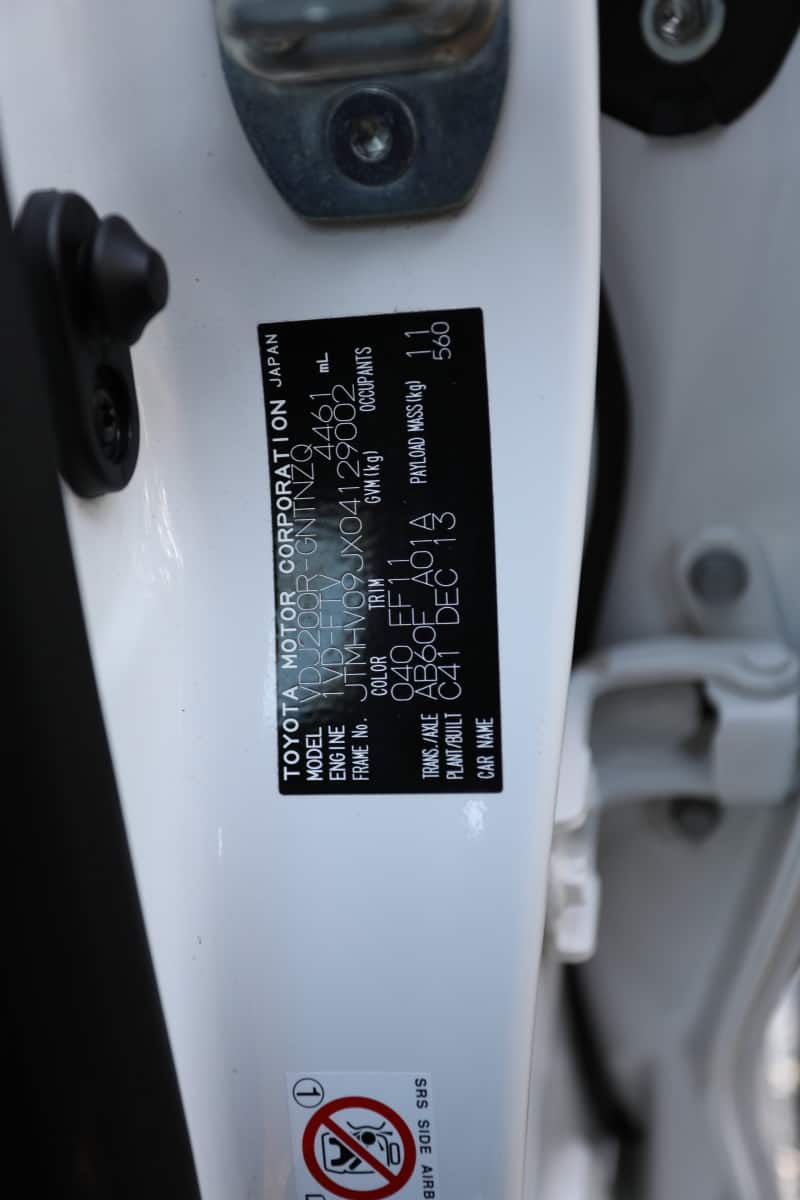 TOYOTA MOTOR CORPORATION JAPAN
MODEL VDJ200R-GNTNZQ
ENGINE 1VD-FTV 4461 mL
FRAME No. JTMHV09JX04129002
COLOR TRIM GVM(kg) OCCUPANTS
040 FF11
TRANS./AXLE AB60F A01A PAYLOAD MASS(kg) 11
PLANT/BUILT C41 DEC 13 560
CAR NAME
SRS SIDE
1